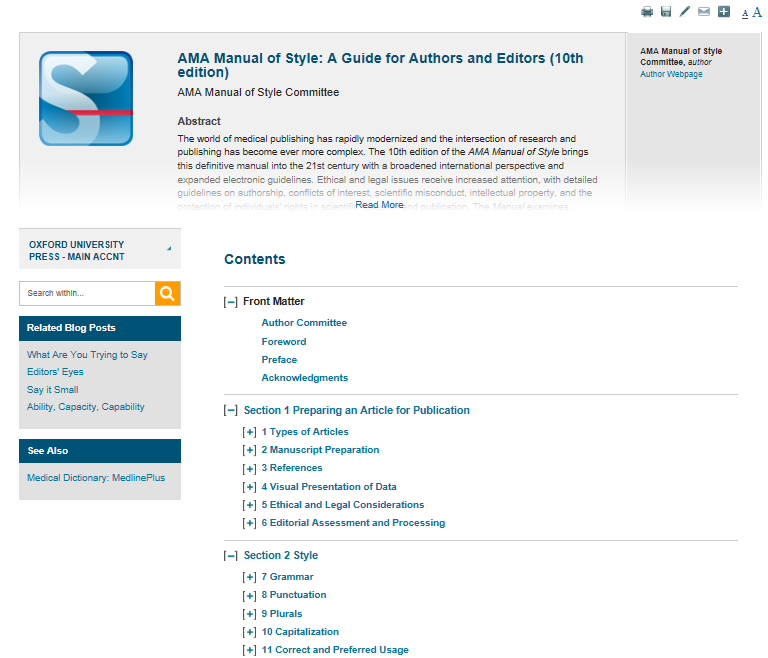 A A
AMA Manual of Style: A Guide for Authors and Editors (10th
edition)
AMA Manual of Style Committee
Abstract
The world of medical publishing has rapidly modernized and the intersection of research and
publishing has become ever more complex. The 10th edition of the AMA Manual of Style brings
this definitive manual into the 21st century with a broadened international perspective and
expanded electronic guidelines. Ethical and legal issues receive increased attention, with detailed
guidelines on authorship, conflicts of interest, scientific misconduct, intellectual property, and the
protection of individuals' rights in scientific and publication. The Manual examines
Read More
AMA Manual of Style
Committee, author
Author Webpage
OXFORD UNIVERSITY
PRESS - MAIN ACCNT
Search within...
Related Blog Posts
What Are You Trying to Say
Editors' Eyes
Say it Small
Ability, Capacity, Capability
See Also
Medical Dictionary: MedlinePlus
Contents
[−] Front Matter
Author Committee
Foreword
Preface
Acknowledgments
[−] Section 1 Preparing an Article for Publication
[+] 1 Types of Articles
[+] 2 Manuscript Preparation
[+] 3 References
[+] 4 Visual Presentation of Data
[+] 5 Ethical and Legal Considerations
[+] 6 Editorial Assessment and Processing
[−] Section 2 Style
[+] 7 Grammar
[+] 8 Punctuation
[+] 9 Plurals
[+] 10 Capitalization
[+] 11 Correct and Preferred Usage